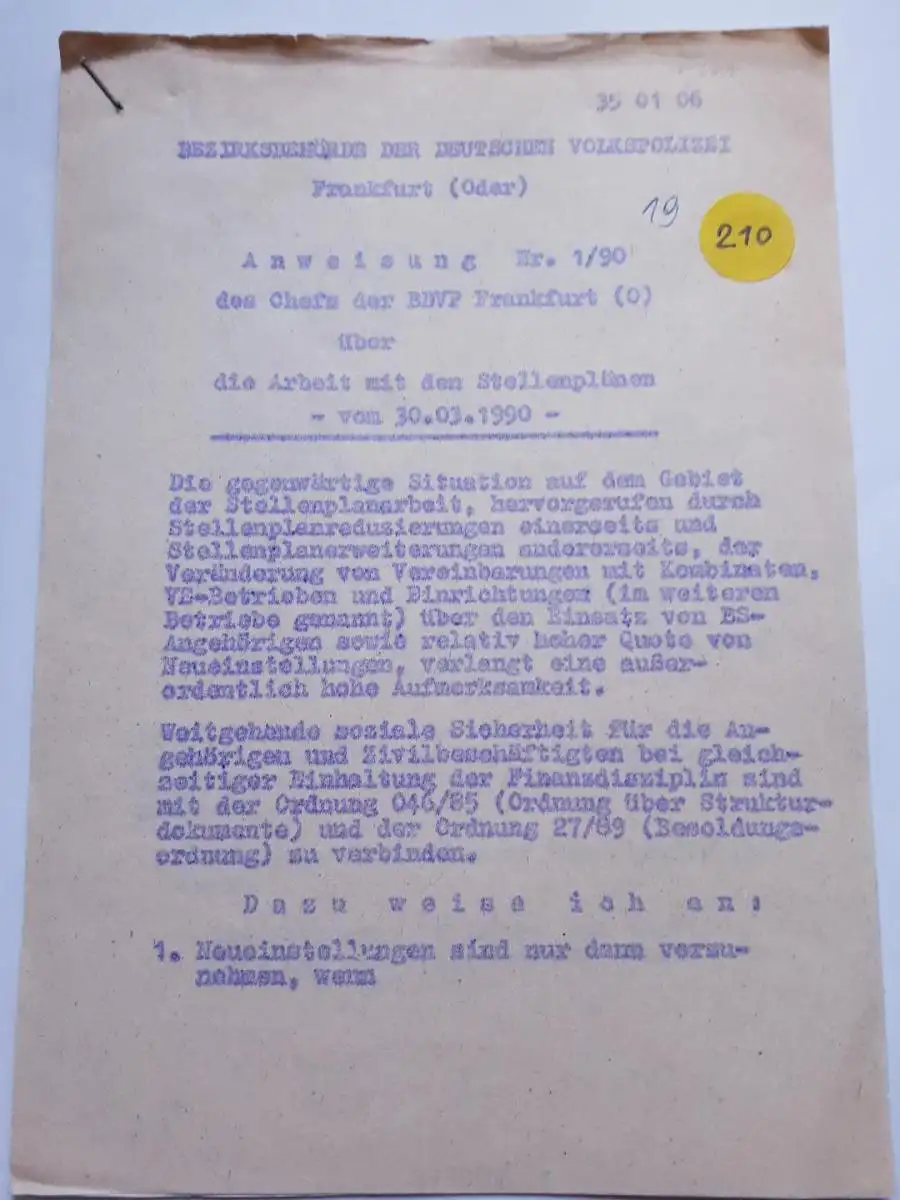 35 01 06
BEZIRKSBEHÖRDE DER DEUTSCHEN VOLKSPOLIZEI
Frankfurt (Oder)
19
210
A n w e i s u n g Nr. 1/90
des Chefs der BDVP Frankfurt (O)
über
die Arbeit mit den Stellenplänen
- vom 30.03.1990 -
Die gegenwärtige Situation auf dem Gebiet
der Stellenplanarbeit, hervorgerufen durch
Stellenplanreduzierungen einerseits und
Stellenplanerweiterungen andererseits, der
Veränderung von Vereinbarungen mit Kombinaten,
VE-Betrieben und Einrichtungen (im weiteren
Betriebe genannt) über den Einsatz von BS-
Angehörigen sowie relativ hoher Quote von
Neueinstellungen, verlangt eine außer-
ordentlich hohe Aufmerksamkeit.
Weitgehende soziale Sicherheit für die An-
gehörigen und Zivilbeschäftigten bei gleich-
zeitiger Einhaltung der Finanzdisziplin sind
mit der Ordnung 046/85 (Ordnung über Struktur-
dokumente) und der Ordnung 27/89 (Besoldungs-
ordnung) zu verbinden.
D a z u w e i s e i c h a n :
1. Neueinstellungen sind nur dann vorzu-
nehmen, wenn